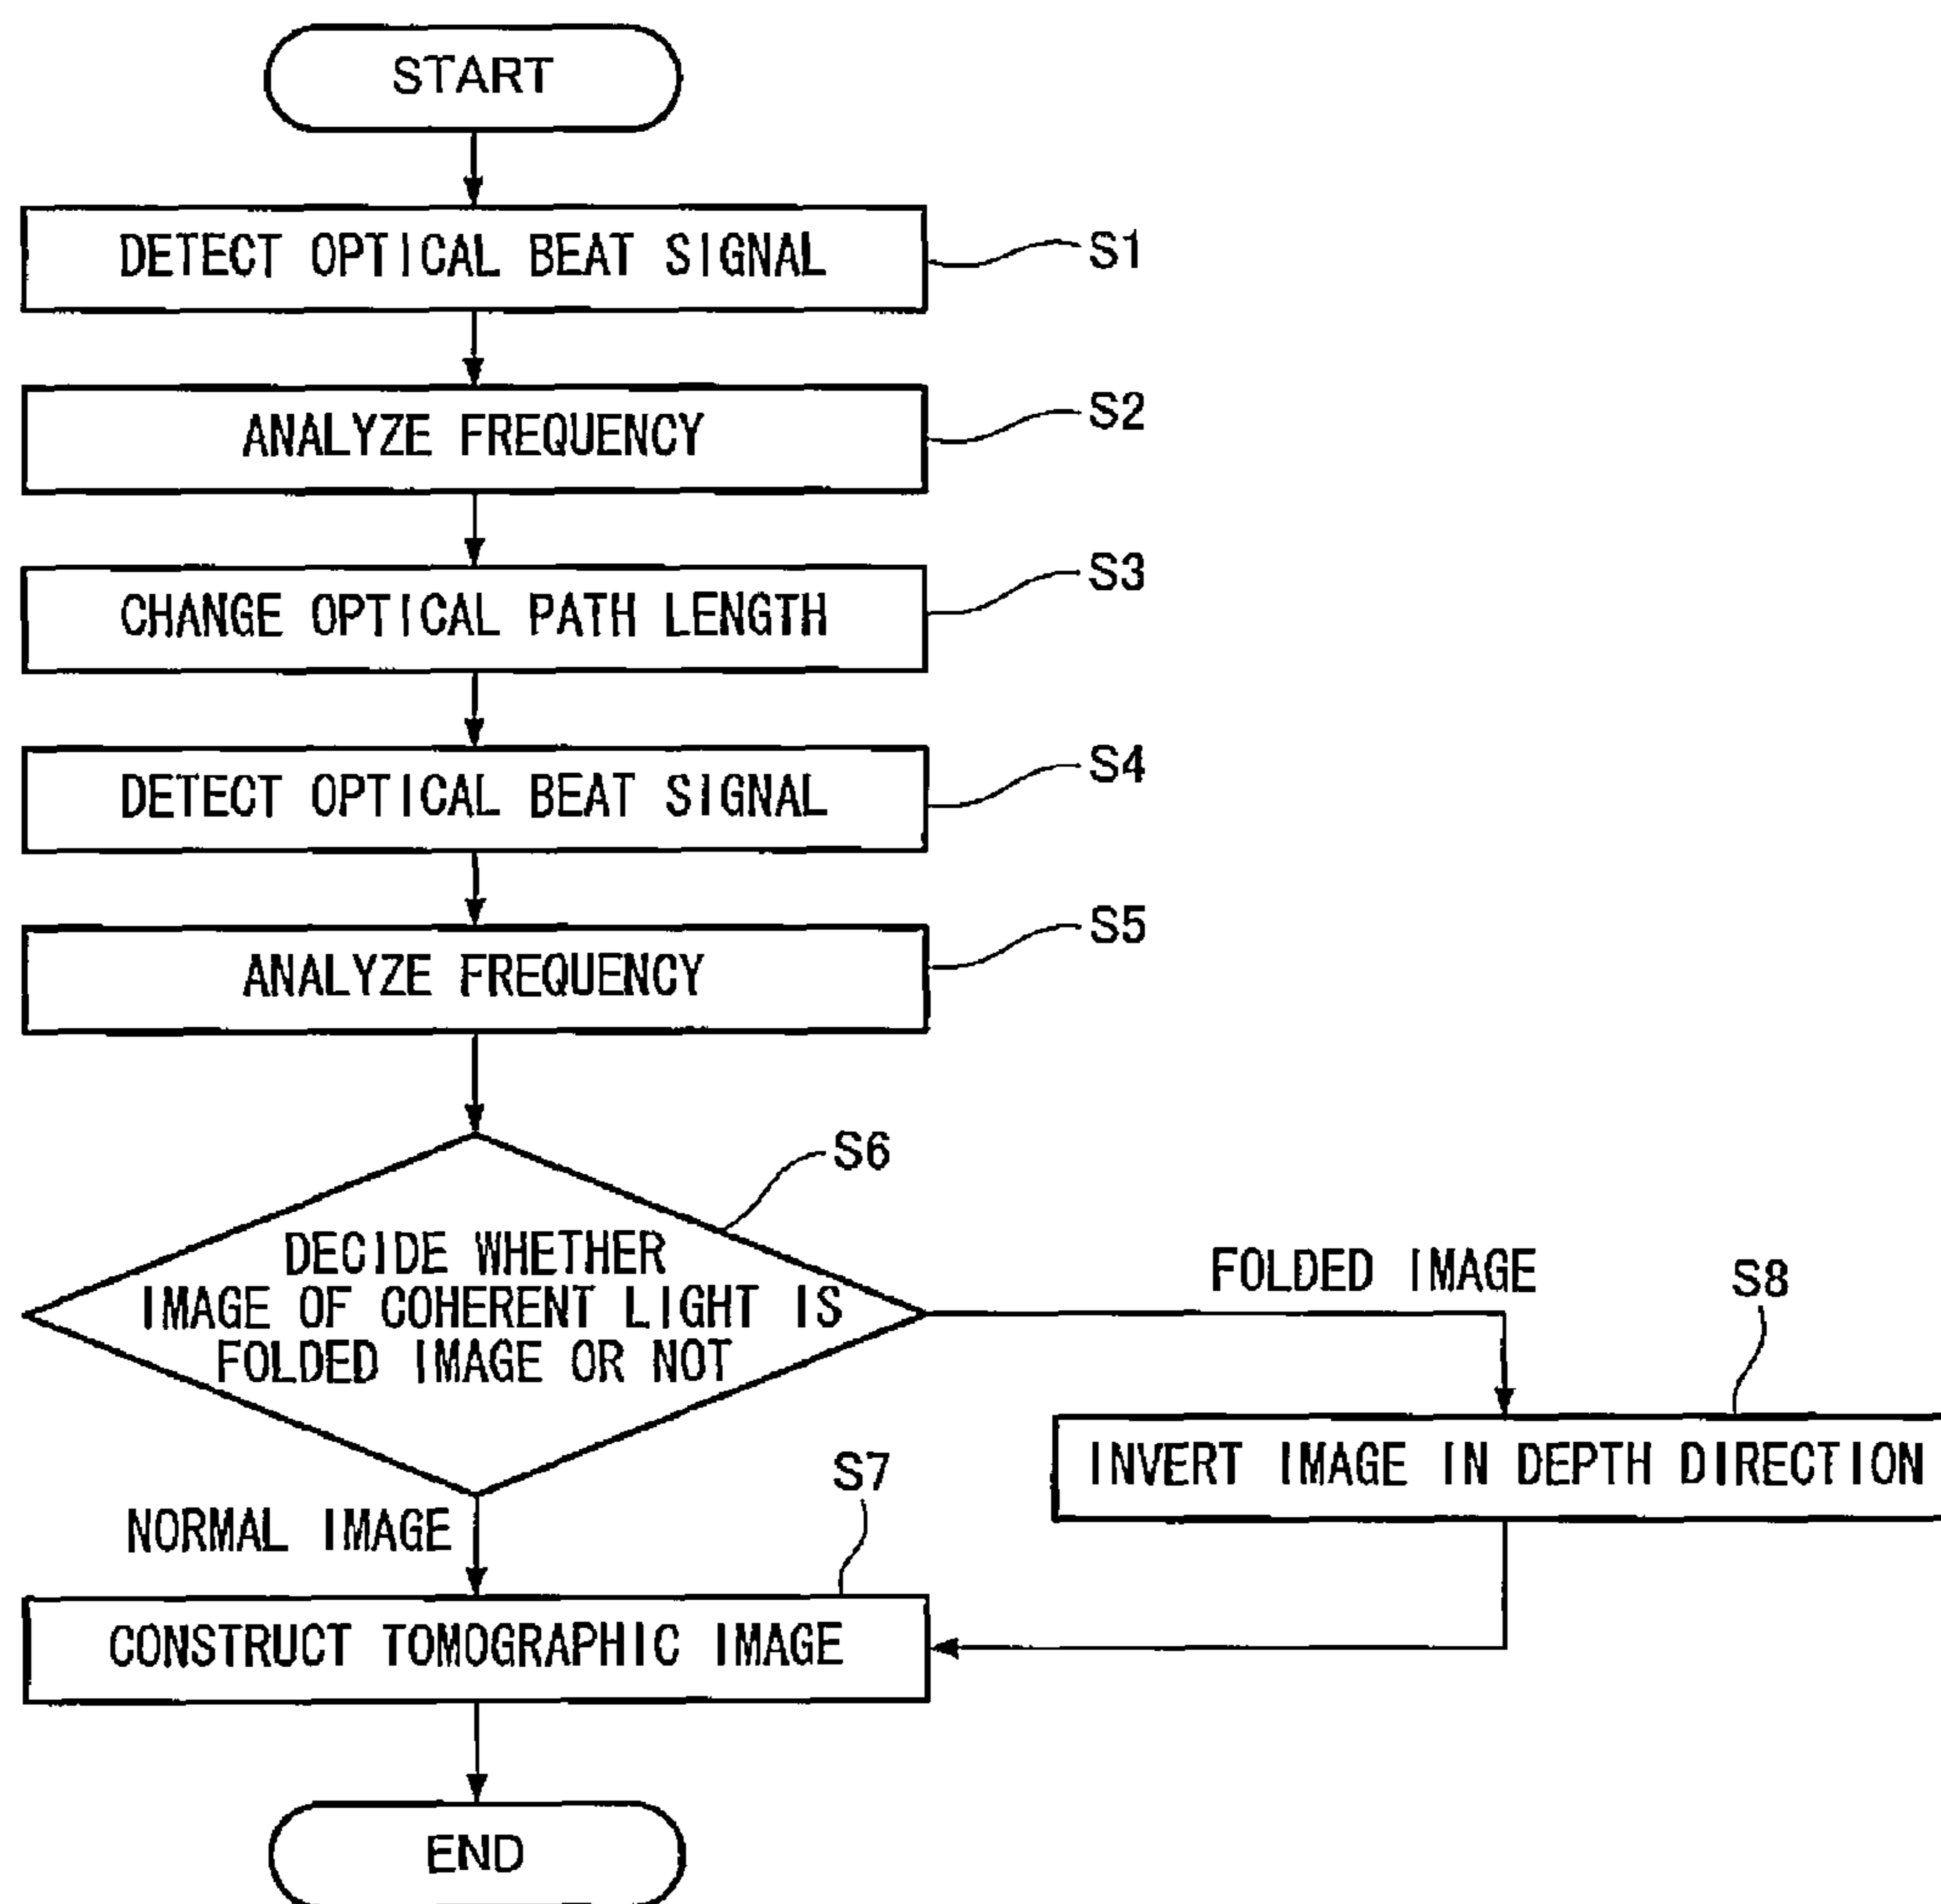 START
DETECT OPTICAL BEAT SIGNAL
S1
ANALYZE FREQUENCY
S2
CHANGE OPTICAL PATH LENGTH
S3
DETECT OPTICAL BEAT SIGNAL
S4
ANALYZE FREQUENCY
S5
S6
DECIDE WHETHER
IMAGE OF COHERENT LIGHT IS
FOLDED IMAGE OR NOT
FOLDED IMAGE
S8
INVERT IMAGE IN DEPTH DIRECTION
NORMAL IMAGE
S7
CONSTRUCT TOMOGRAPHIC IMAGE
END